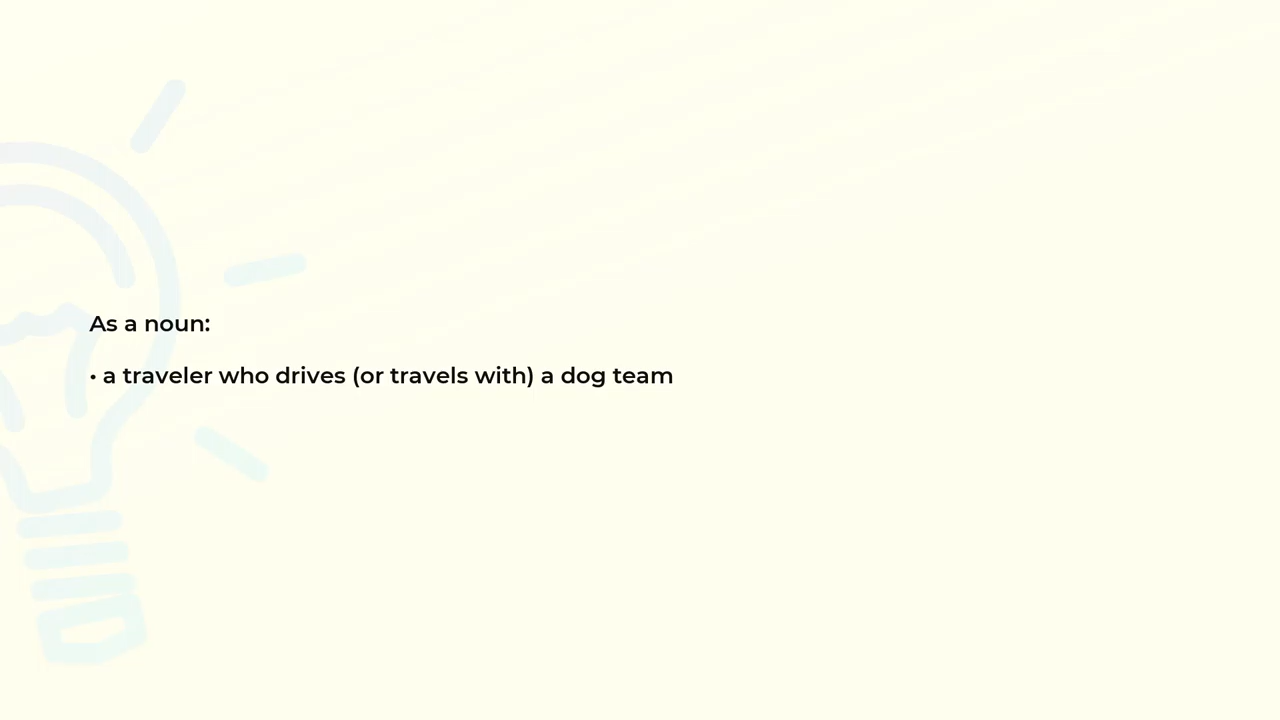 As a noun:
• a traveler who drives (or travels with) a dog team